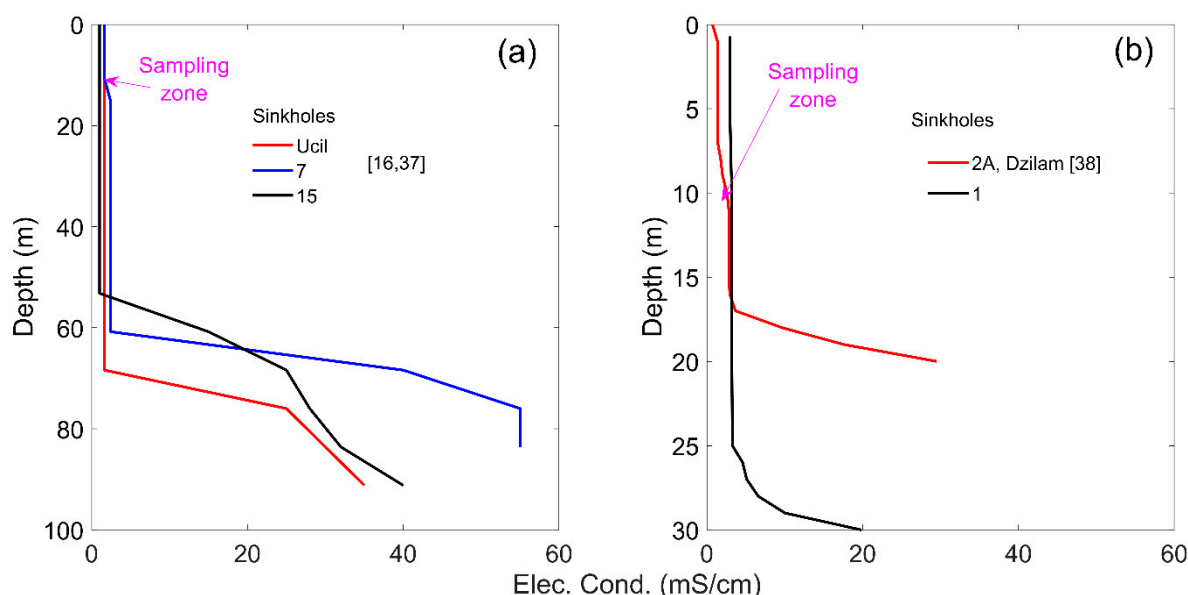 (a)
Sampling
zone
Sinkholes
Ucil
7
15
[16,37]
0
20
40
60
80
100
Depth (m)
0
20
40
60
(b)
Sampling
zone
Sinkholes
2A, Dzilam [38]
1
0
5
10
15
20
25
30
Depth (m)
0
20
40
60
Elec. Cond. (mS/cm)